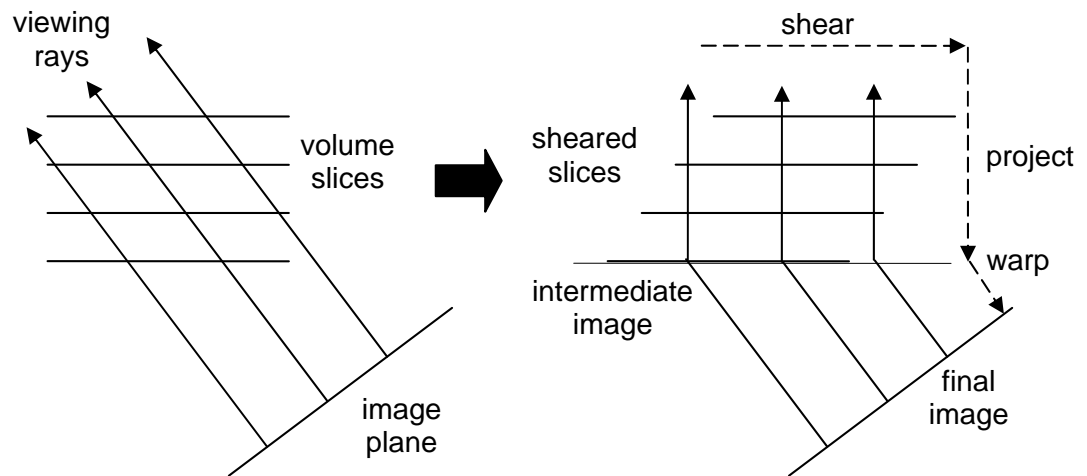 viewing
rays
volume
slices
image
plane
shear
sheared
slices
project
warp
intermediate
image
final
image